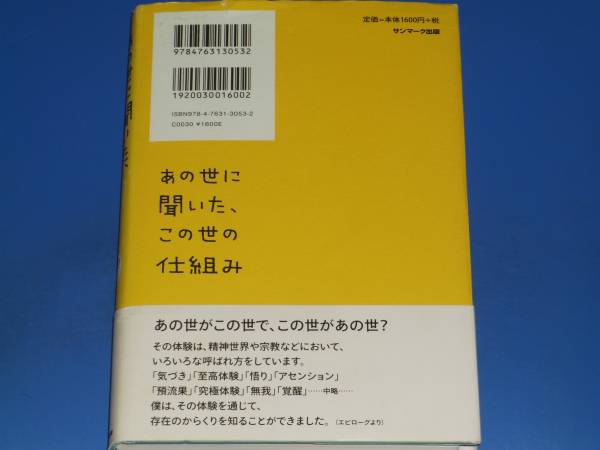 9784763130532
1920030016002
ISBN978-4-7631-3053-2
C0030 ¥1600E
定価=本体1600円+税
サンマーク出版
あの世に
聞いた、
この世の
仕組み
あの世がこの世で、この世があの世?
その体験は、精神世界や宗教などにおいて、
いろいろな呼ばれ方をしています。
「気づき」「至高体験」「悟り」「アセンション」
「預流果」「究極体験」「無我」「覚醒」……中略……
僕は、その体験を通じて、
存在のからくりを知ることができました。(エピローグより)